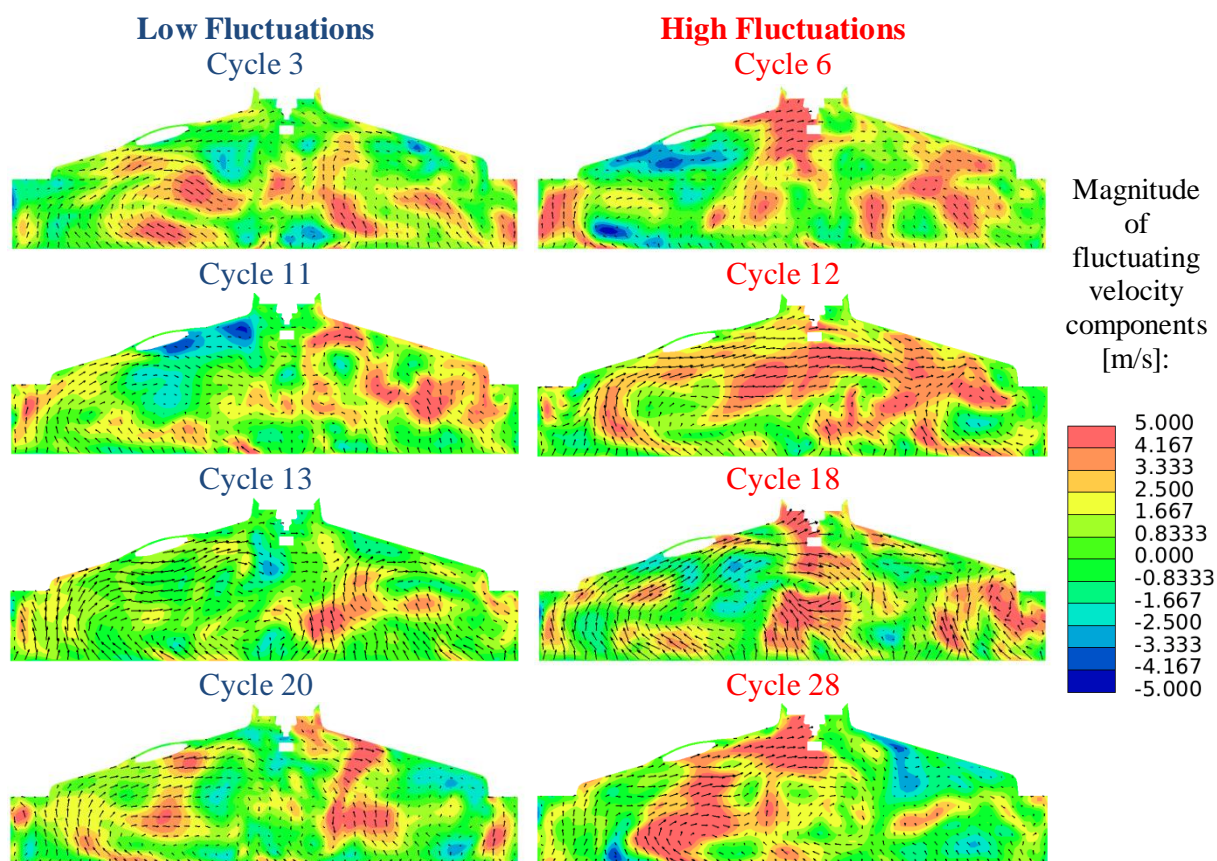 Low Fluctuations
High Fluctuations
Cycle 3
Cycle 6
Cycle 11
Cycle 12
Cycle 13
Cycle 18
Cycle 20
Cycle 28
Magnitude
of
fluctuating
velocity
components
[m/s]:
5.000
4.167
3.333
2.500
1.667
0.8333
0.000
-0.8333
-1.667
-2.500
-3.333
-4.167
-5.000